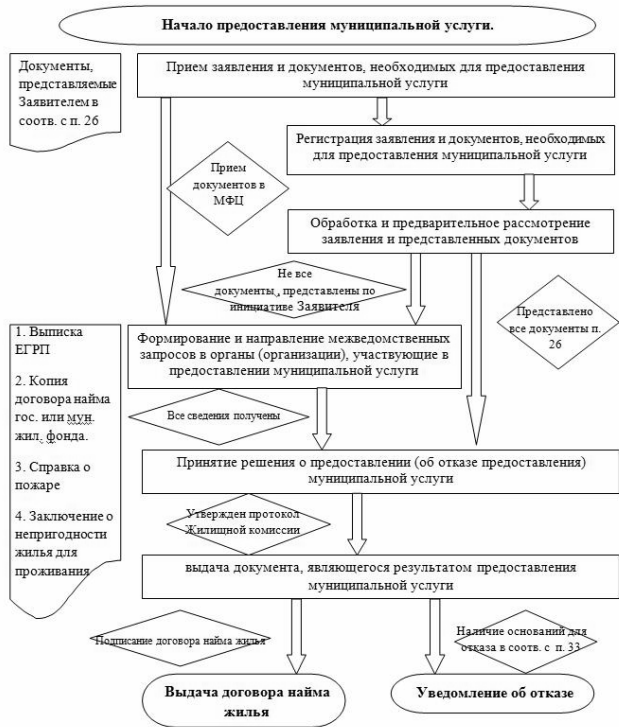 Начало предоставления муниципальной услуги.
Документы,
представляемые
Заявителем в
соотв. с п. 26
Прием заявления и документов, необходимых для предоставления
муниципальной услуги
Регистрация заявления и документов, необходимых
для предоставления муниципальной услуги
Прием
документов в
МФЦ
Обработка и предварительное рассмотрение
заявления и представленных документов
Не все
документы, представлены по
инициативе Заявителя
Представлено
все документы п.
26
1. Выписка
ЕГРП
2. Копия
договора найма
гос. или мун.
жил. фонда.
3. Справка о
пожаре
4. Заключение о
непригодности
жилья для
проживания
Формирование и направление межведомственных
запросов в органы (организации), участвующие в
предоставлении муниципальной услуги
Все сведения получены
Принятие решения о предоставлении (об отказе предоставления)
муниципальной услуги
Утвержден протокол
Жилищной комиссии
выдача документа, являющегося результатом предоставления
муниципальной услуги
Подписание договора найма жилья
Наличие оснований для
отказа в соотв. с п. 33
Выдача договора найма
жилья
Уведомление об отказе